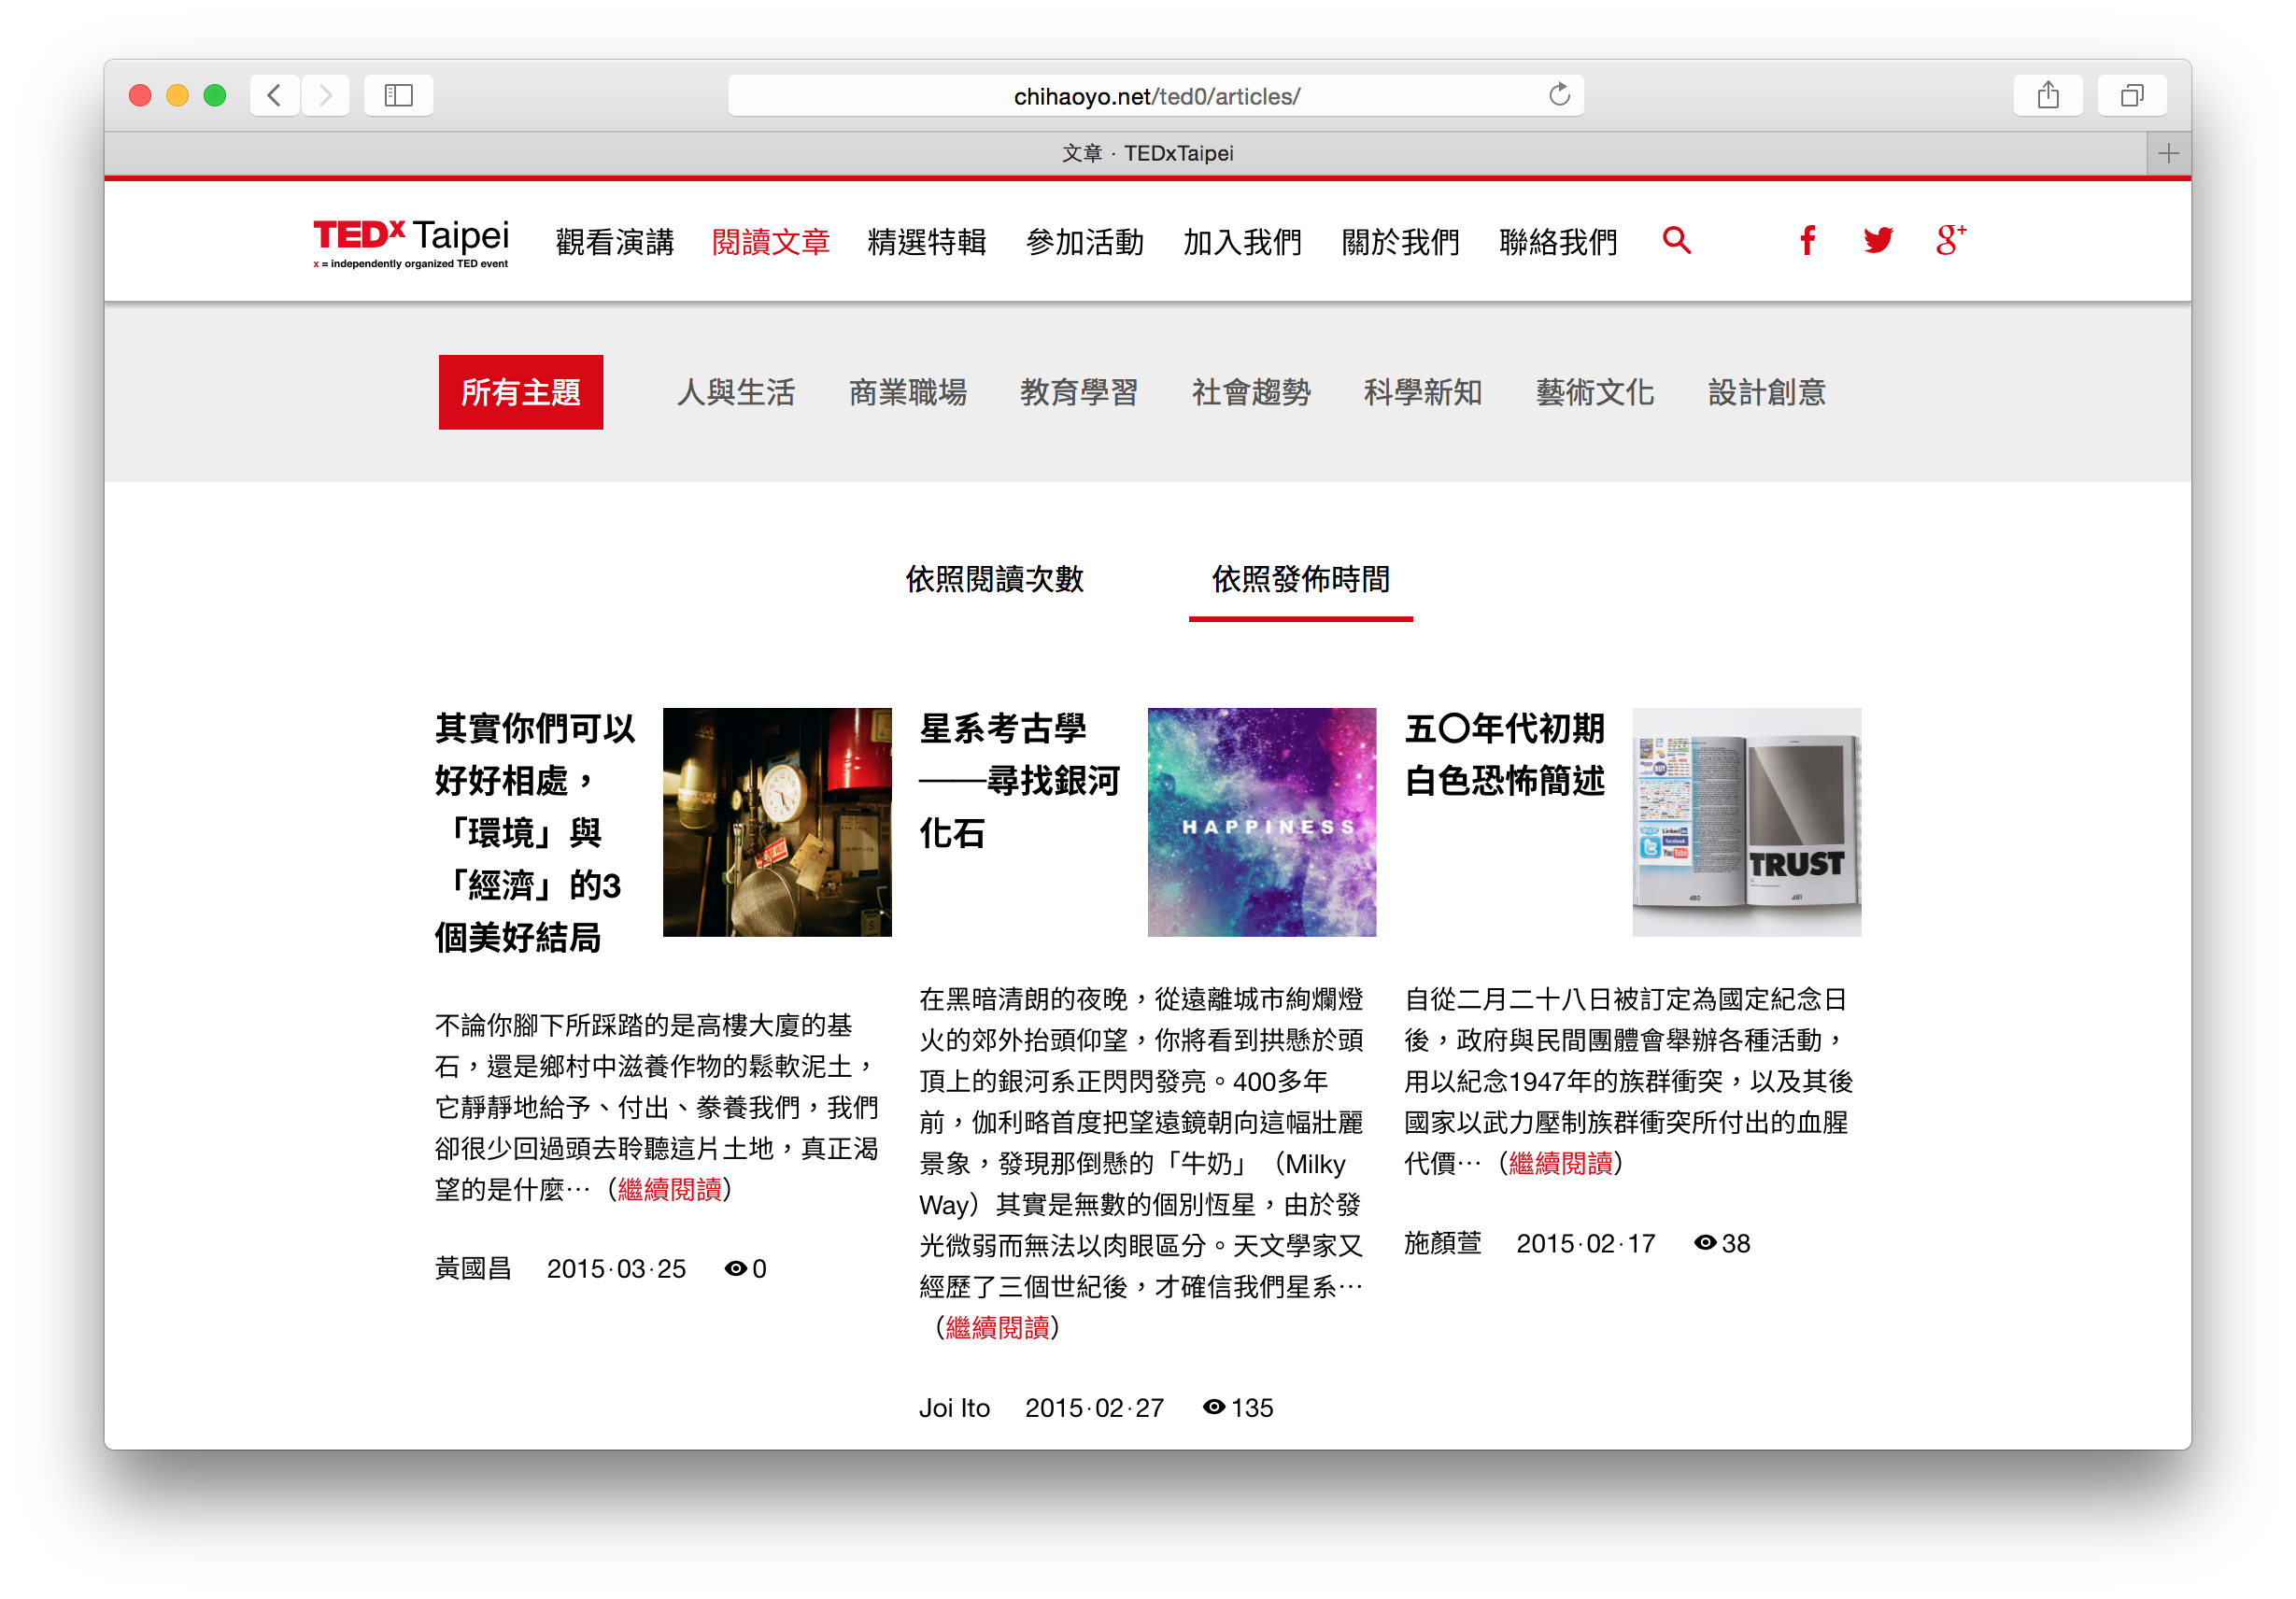 chihaoyo.net/ted0/articles/
文章 · TEDxTaipei
TEDx Taipei
x = independently organized TED event
觀看演講 閱讀文章 精選特輯 參加活動 加入我們 關於我們 聯絡我們
所有主題 人與生活 商業職場 教育學習 社會趨勢 科學新知 藝術文化 設計創意
依照閱讀次數 依照發佈時間
其實你們可以
好好相處，
「環境」與
「經濟」的3
個美好結局
不論你腳下所踩踏的是高樓大廈的基
石，還是鄉村中滋養作物的鬆軟泥土，
它靜靜地給予、付出、豢養我們，我們
卻很少回過頭去聆聽這片土地，真正渴
望的是什麼⋯（繼續閱讀）
黃國昌 2015·03·25 0
星系考古學
——尋找銀河
化石
HAPPINESS
在黑暗清朗的夜晚，從遠離城市絢爛燈
火的郊外抬頭仰望，你將看到拱懸於頭
頂上的銀河系正閃閃發亮。400多年
前，伽利略首度把望遠鏡朝向這幅壯麗
景象，發現那倒懸的「牛奶」（Milky
Way）其實是無數的個別恆星，由於發
光微弱而無法以肉眼區分。天文學家又
經歷了三個世紀後，才確信我們星系⋯
（繼續閱讀）
Joi Ito 2015·02·27 135
五〇年代初期
白色恐怖簡述
BUY
LinkedIn
facebook
YouTube
TRUST
480
481
自從二月二十八日被訂定為國定紀念日
後，政府與民間團體會舉辦各種活動，
用以紀念1947年的族群衝突，以及其後
國家以武力壓制族群衝突所付出的血腥
代價⋯（繼續閱讀）
施顏萱 2015·02·17 38